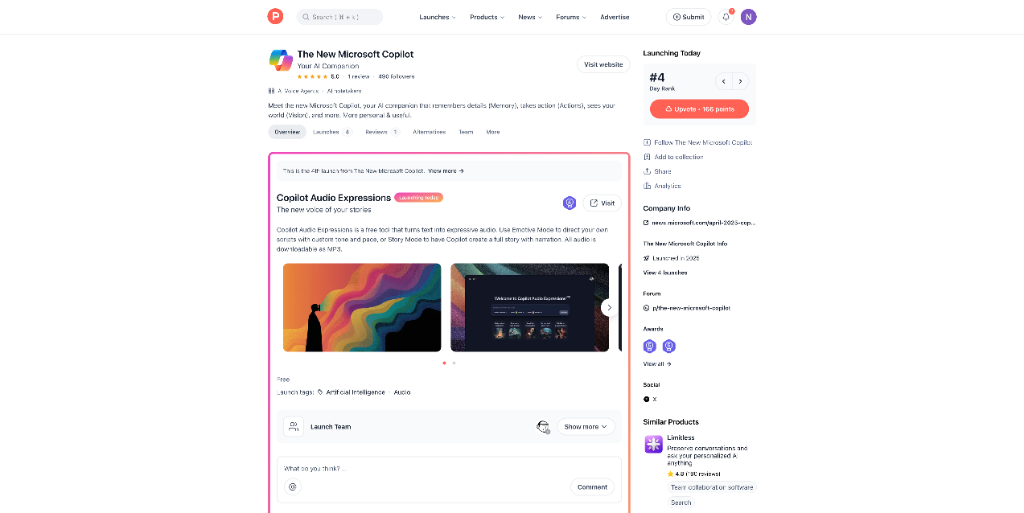 Search ( ⌘ + k )
Launches
Products
News
Forums
Advertise
Submit
N
The New Microsoft Copilot
Your AI Companion
5.0 · 1 review · 490 followers
Visit website
AI Voice Agents · AI notetakers
Meet the new Microsoft Copilot, your AI companion that remembers details (Memory), takes action (Actions), sees your
world (Vision), and more. More personal & useful.
Overview
Launches 4
Reviews 1
Alternatives
Team
More
This is the 4th launch from The New Microsoft Copilot. View more →
Copilot Audio Expressions
Launching today
The new voice of your stories
Visit
Copilot Audio Expressions is a free tool that turns text into expressive audio. Use Emotive Mode to direct your own
scripts with custom tone and pace, or Story Mode to have Copilot create a full story with narration. All audio is
downloadable as MP3.
Welcome to Copilot Audio Expressions
Free
Launch tags: Artificial Intelligence · Audio
Launch Team
Show more
What do you think?...
Comment
Launching Today
#4
Day Rank
Upvote • 166 points
Follow The New Microsoft Copilot
Add to collection
Share
Analytics
Company Info
news.microsoft.com/april-2025-cop...
The New Microsoft Copilot Info
Launched in 2025
View 4 launches
Forum
p/the-new-microsoft-copilot
Awards
View all →
Social
X
Similar Products
Limitless
Preserve conversations and
ask your personalized AI
anything
4.8 (190 reviews)
Team collaboration software
Search